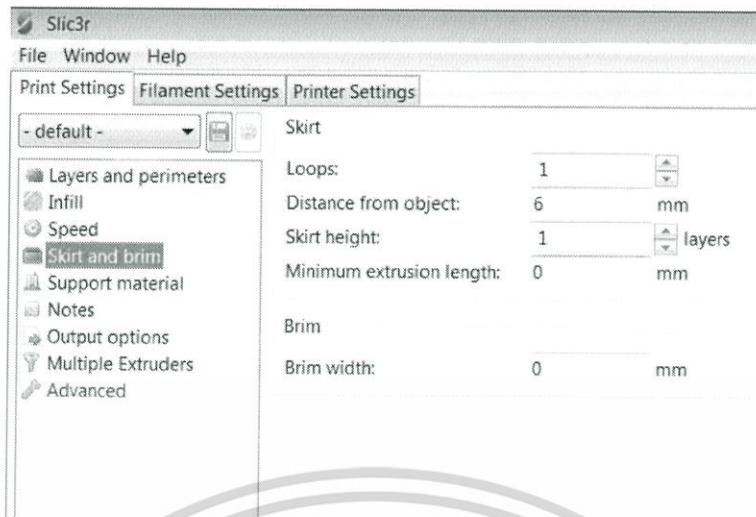 Slic3r
File Window Help
Print Settings Filament Settings Printer Settings
- default -
Layers and perimeters
Infill
Speed
Skirt and brim
Support material
Notes
Output options
Multiple Extruders
Advanced
Skirt
Loops: 1
Distance from object: 6 mm
Skirt height: 1 layers
Minimum extrusion length: 0 mm
Brim
Brim width: 0 mm